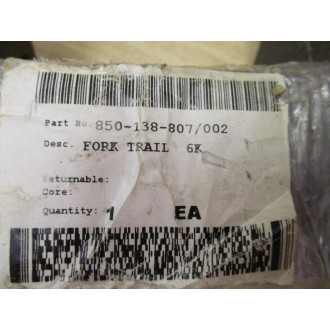 Part No. 850-138-807/002
Desc. FORK TRAIL 6K
Returnable:
Core:
Quantity: 1 EA